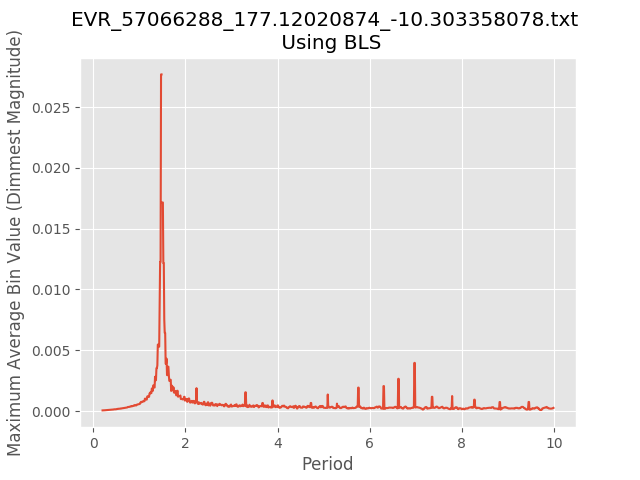 EVR_57066288_177.12020874_-10.303358078.txt
Using BLS
Maximum Average Bin Value (Dimmest Magnitude)
0.025
0.020
0.015
0.010
0.005
0.000
0 2 4 6 8 10
Period